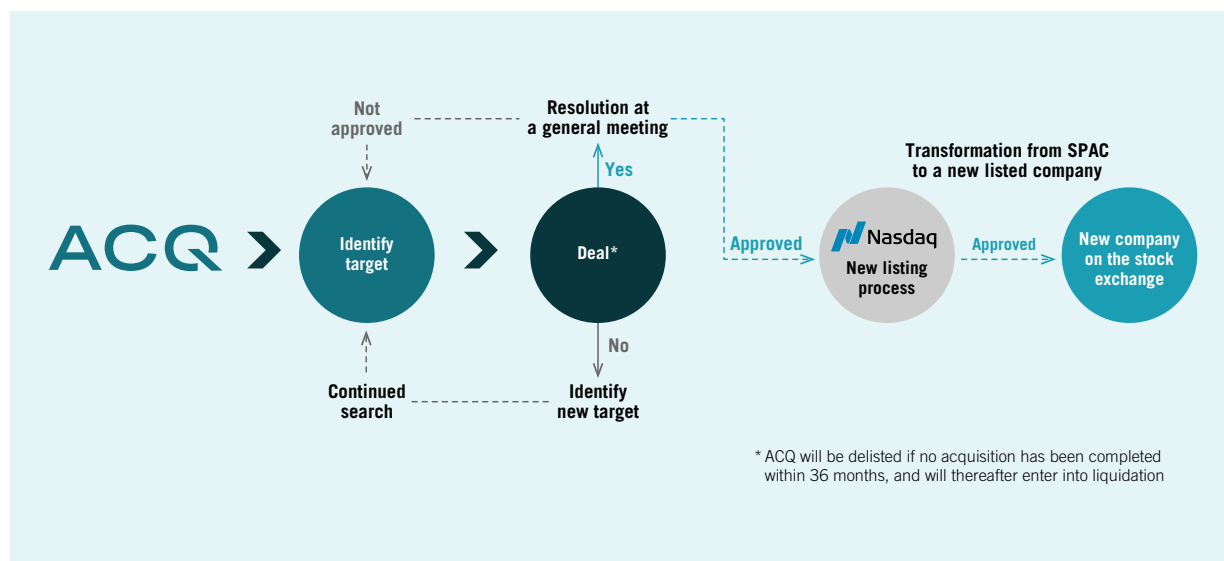 Not
approved
Resolution at
a general meeting
Yes
Transformation from SPAC
to a new listed company
ACQ
Identify
target
Deal*
Approved
Nasdaq
New listing
process
Approved
New company
on the stock
exchange
No
Continued
search
Identify
new target
* ACQ will be delisted if no acquisition has been completed
within 36 months, and will thereafter enter into liquidation